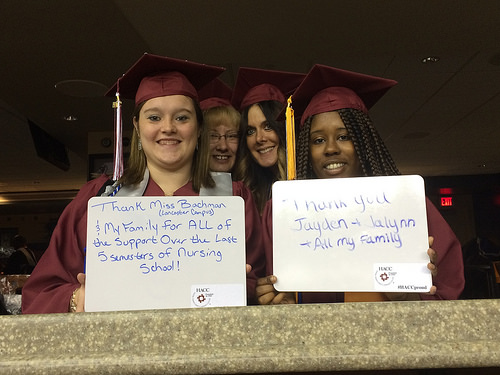 Thank Miss Bachman
(Lancaster Campus)
& My Family for ALL of
the Support Over the Last
5 semesters of Nursing
School!
HACC
Thank you
Jayden + Jalynn
+ All my Family
HACC
#HACCproud
EXIT